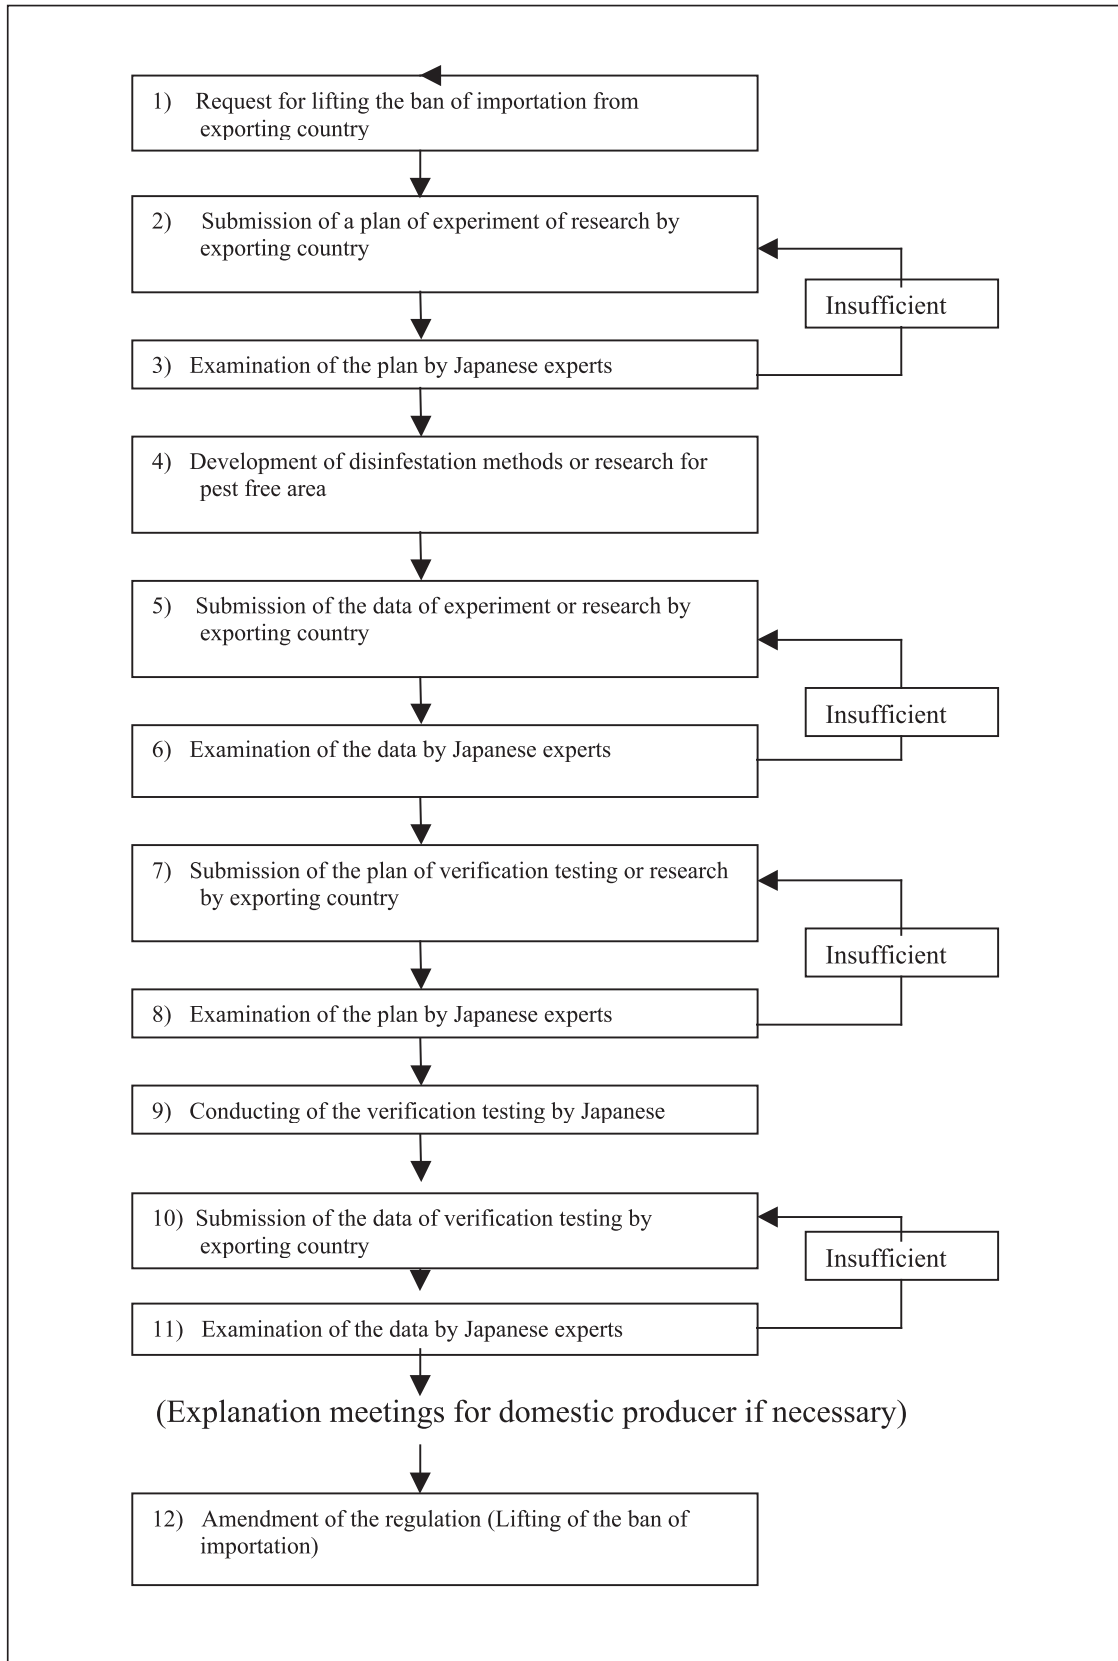 1) Request for lifting the ban of importation from
exporting country
2) Submission of a plan of experiment of research by
exporting country
Insufficient
3) Examination of the plan by Japanese experts
4) Development of disinfestation methods or research for
pest free area
5) Submission of the data of experiment or research by
exporting country
Insufficient
6) Examination of the data by Japanese experts
7) Submission of the plan of verification testing or research
by exporting country
Insufficient
8) Examination of the plan by Japanese experts
9) Conducting of the verification testing by Japanese
10) Submission of the data of verification testing by
exporting country
Insufficient
11) Examination of the data by Japanese experts
(Explanation meetings for domestic producer if necessary)
12) Amendment of the regulation (Lifting of the ban of
importation)